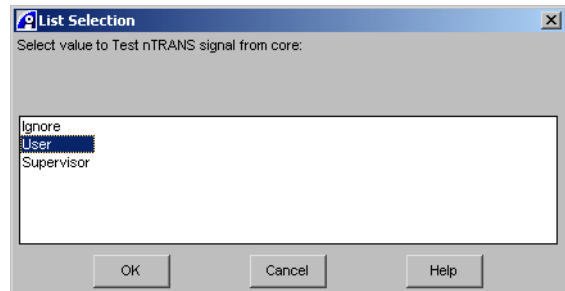 List Selection
Select value to Test nTRANS signal from core:
Ignore
User
Supervisor
OK Cancel Help